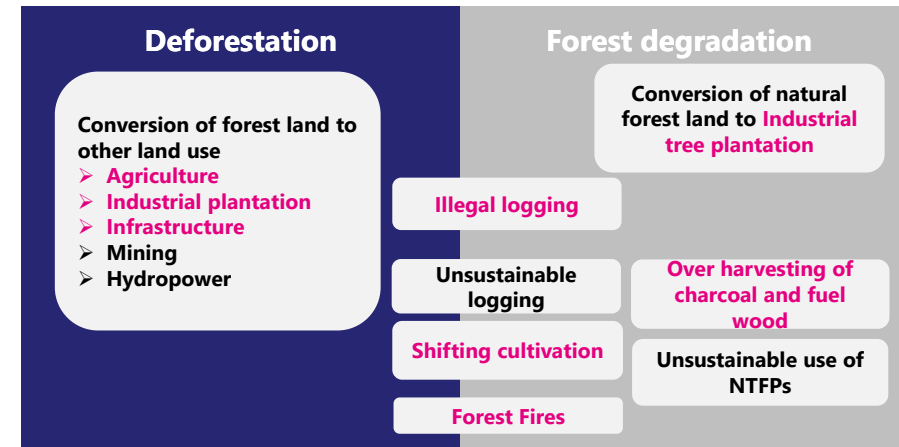 Deforestation
Forest degradation
Conversion of forest land to
other land use
➢ Agriculture
➢ Industrial plantation
➢ Infrastructure
➢ Mining
➢ Hydropower
Conversion of natural
forest land to Industrial
tree plantation
Illegal logging
Unsustainable
logging
Over harvesting of
charcoal and fuel
wood
Shifting cultivation
Unsustainable use of
NTFPs
Forest Fires